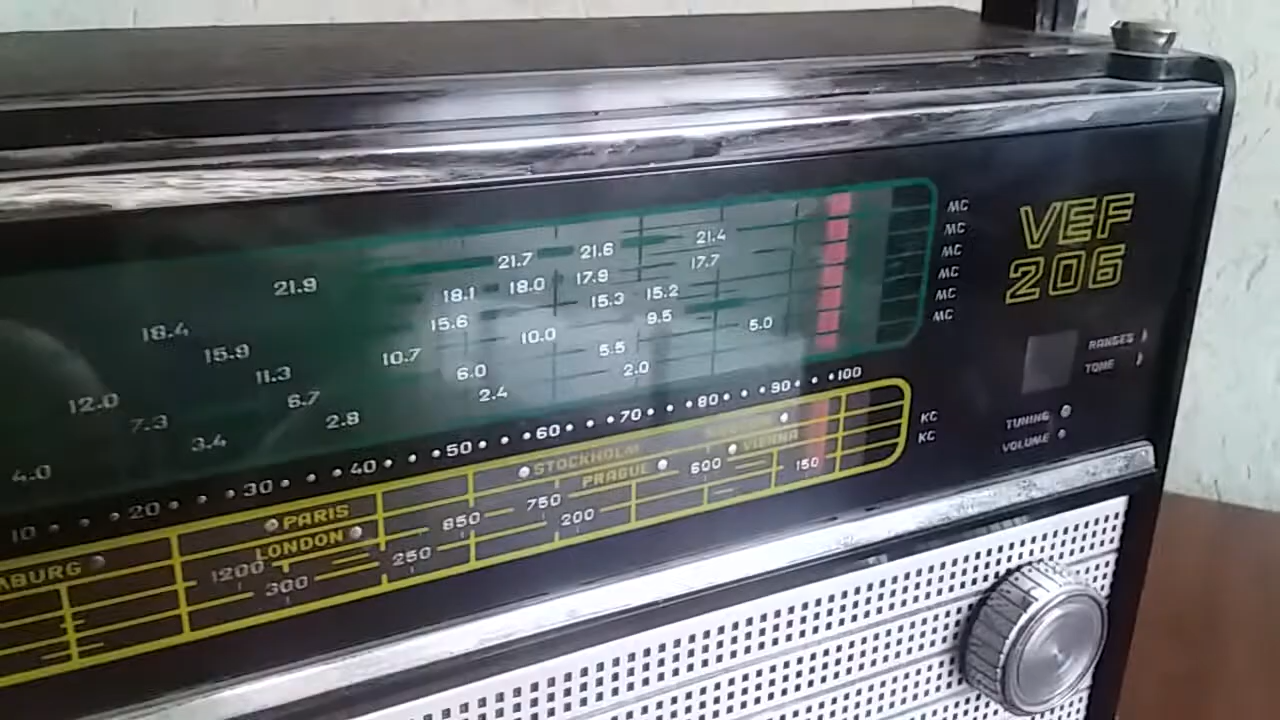 MC
MC
MC
MC
MC
MC
VEF
206
21.9 21.7 21.6 21.4
18.4 18.1 18.0 17.9 17.7
15.9 15.6 15.3 15.2
12.0 11.3 10.7 10.0 9.5
7.3 6.7 6.0 5.5 5.0
4.0 3.4 2.8 2.4 2.0
RANGES
TONE
TUNING
VOLUME
10 20 30 40 50 60 70 80 90 100
PARIS STOCKHOLM
LONDON PRAGUE VIENNA
1200 850 750 600 KC
300 250 200 150 KC